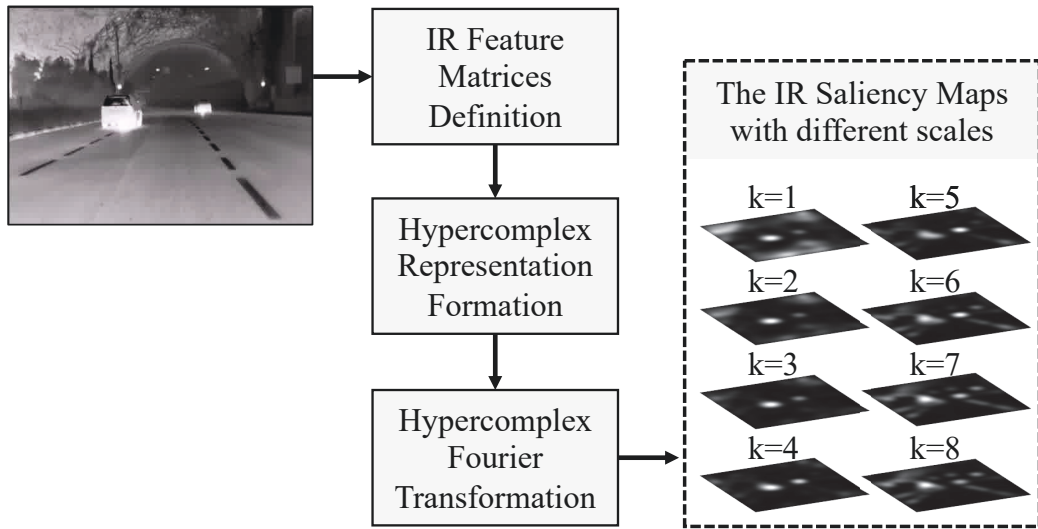 IR Feature
Matrices
Definition
Hypercomplex
Representation
Formation
Hypercomplex
Fourier
Transformation
The IR Saliency Maps
with different scales
k=1
k=5
k=2
k=6
k=3
k=7
k=4
k=8